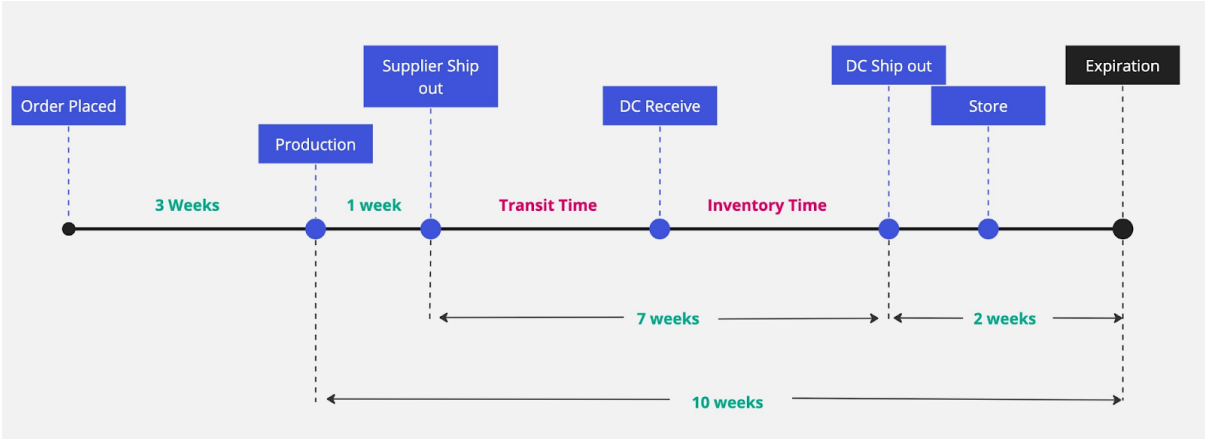 Supplier Ship
out
DC Ship out
Expiration
Order Placed
DC Receive
Store
Production
3 Weeks
1 week
Transit Time
Inventory Time
7 weeks
2 weeks
10 weeks